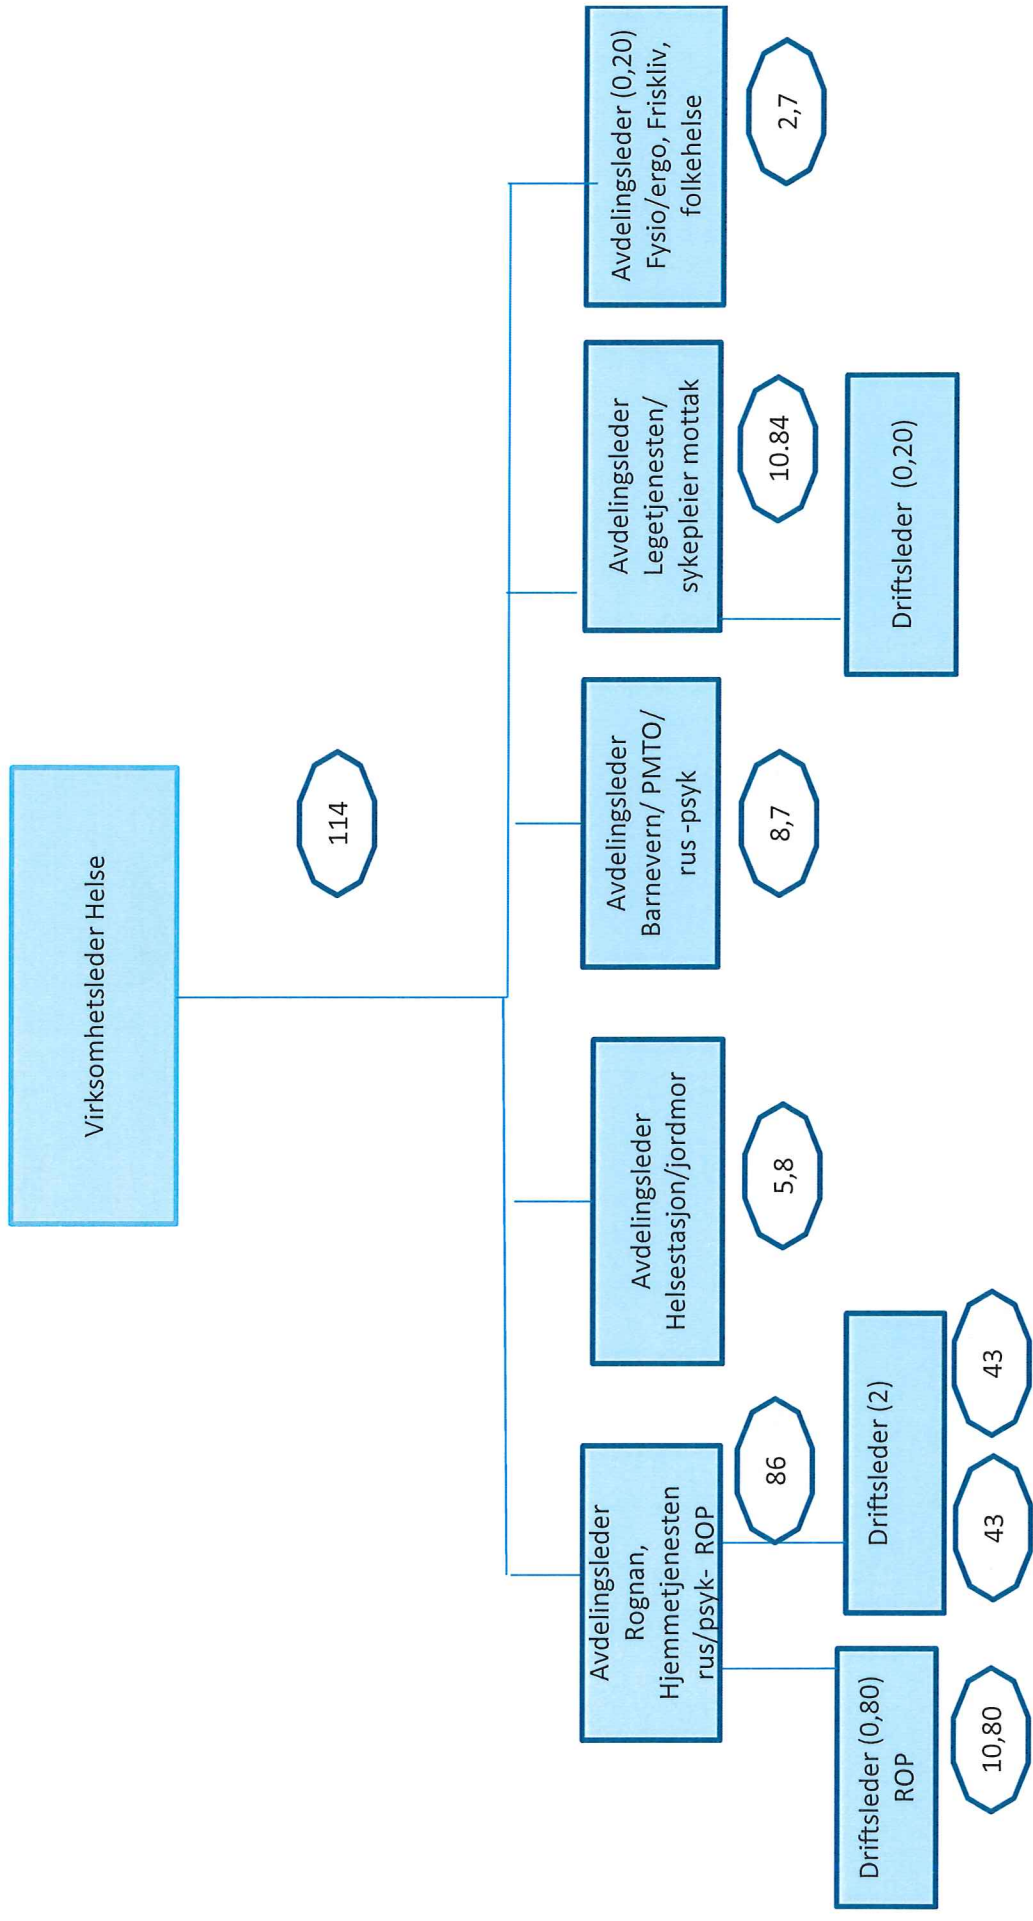 Virksomhetsleder Helse
114
Avdelingsleder
Rognan,
Hjemmetjenesten
rus/psyk- ROP
86
Avdelingsleder
Helsestasjon/jordmor
5,8
Avdelingsleder
Barnevern/ PMTO/
rus -psyk
8,7
Avdelingsleder
Legetjenesten/
sykepleier mottak
10.84
Avdelingsleder (0,20)
Fysio/ergo, Friskliv,
folkehelse
2,7
Driftsleder (0,80)
ROP
10,80
Driftsleder (2)
43
43
Driftsleder (0,20)